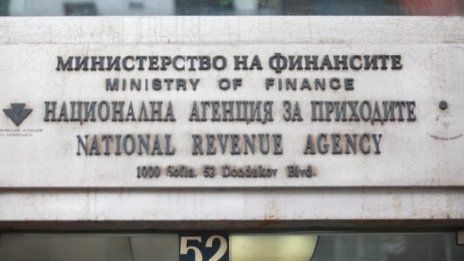 МИНИСТЕРСТВО НА ФИНАНСИТЕ
MINISTRY OF FINANCE
НАЦИОНАЛНА АГЕНЦИЯ ЗА ПРИХОДИТЕ
NATIONAL REVENUE AGENCY
1000 Sofia, 52 Dondukov Blvd.
52